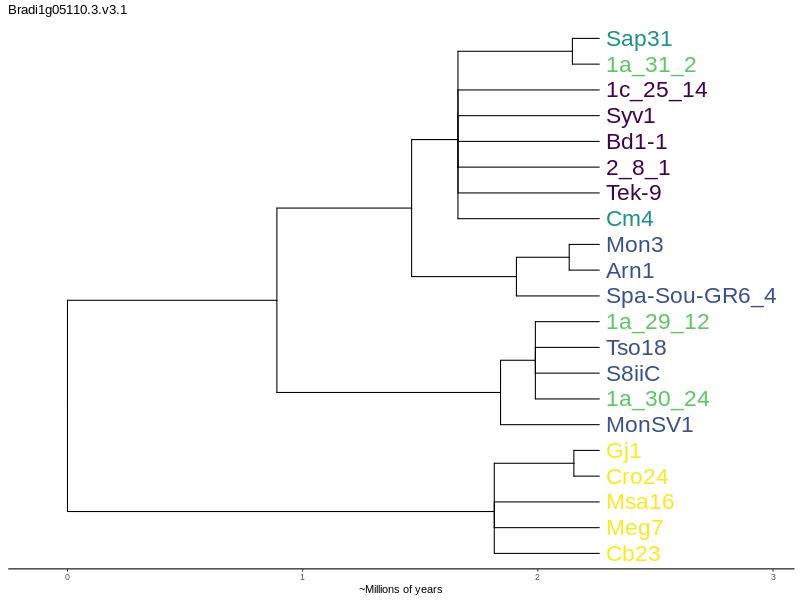 Bradi1g05110.3.v3.1
Sap31
1a_31_2
1c_25_14
Syv1
Bd1-1
2_8_1
Tek-9
Cm4
Mon3
Arn1
Spa-Sou-GR6_4
1a_29_12
Tso18
S8iiC
1a_30_24
MonSV1
Gj1
Cro24
Msa16
Meg7
Cb23
0 1 2 3
~Millions of years